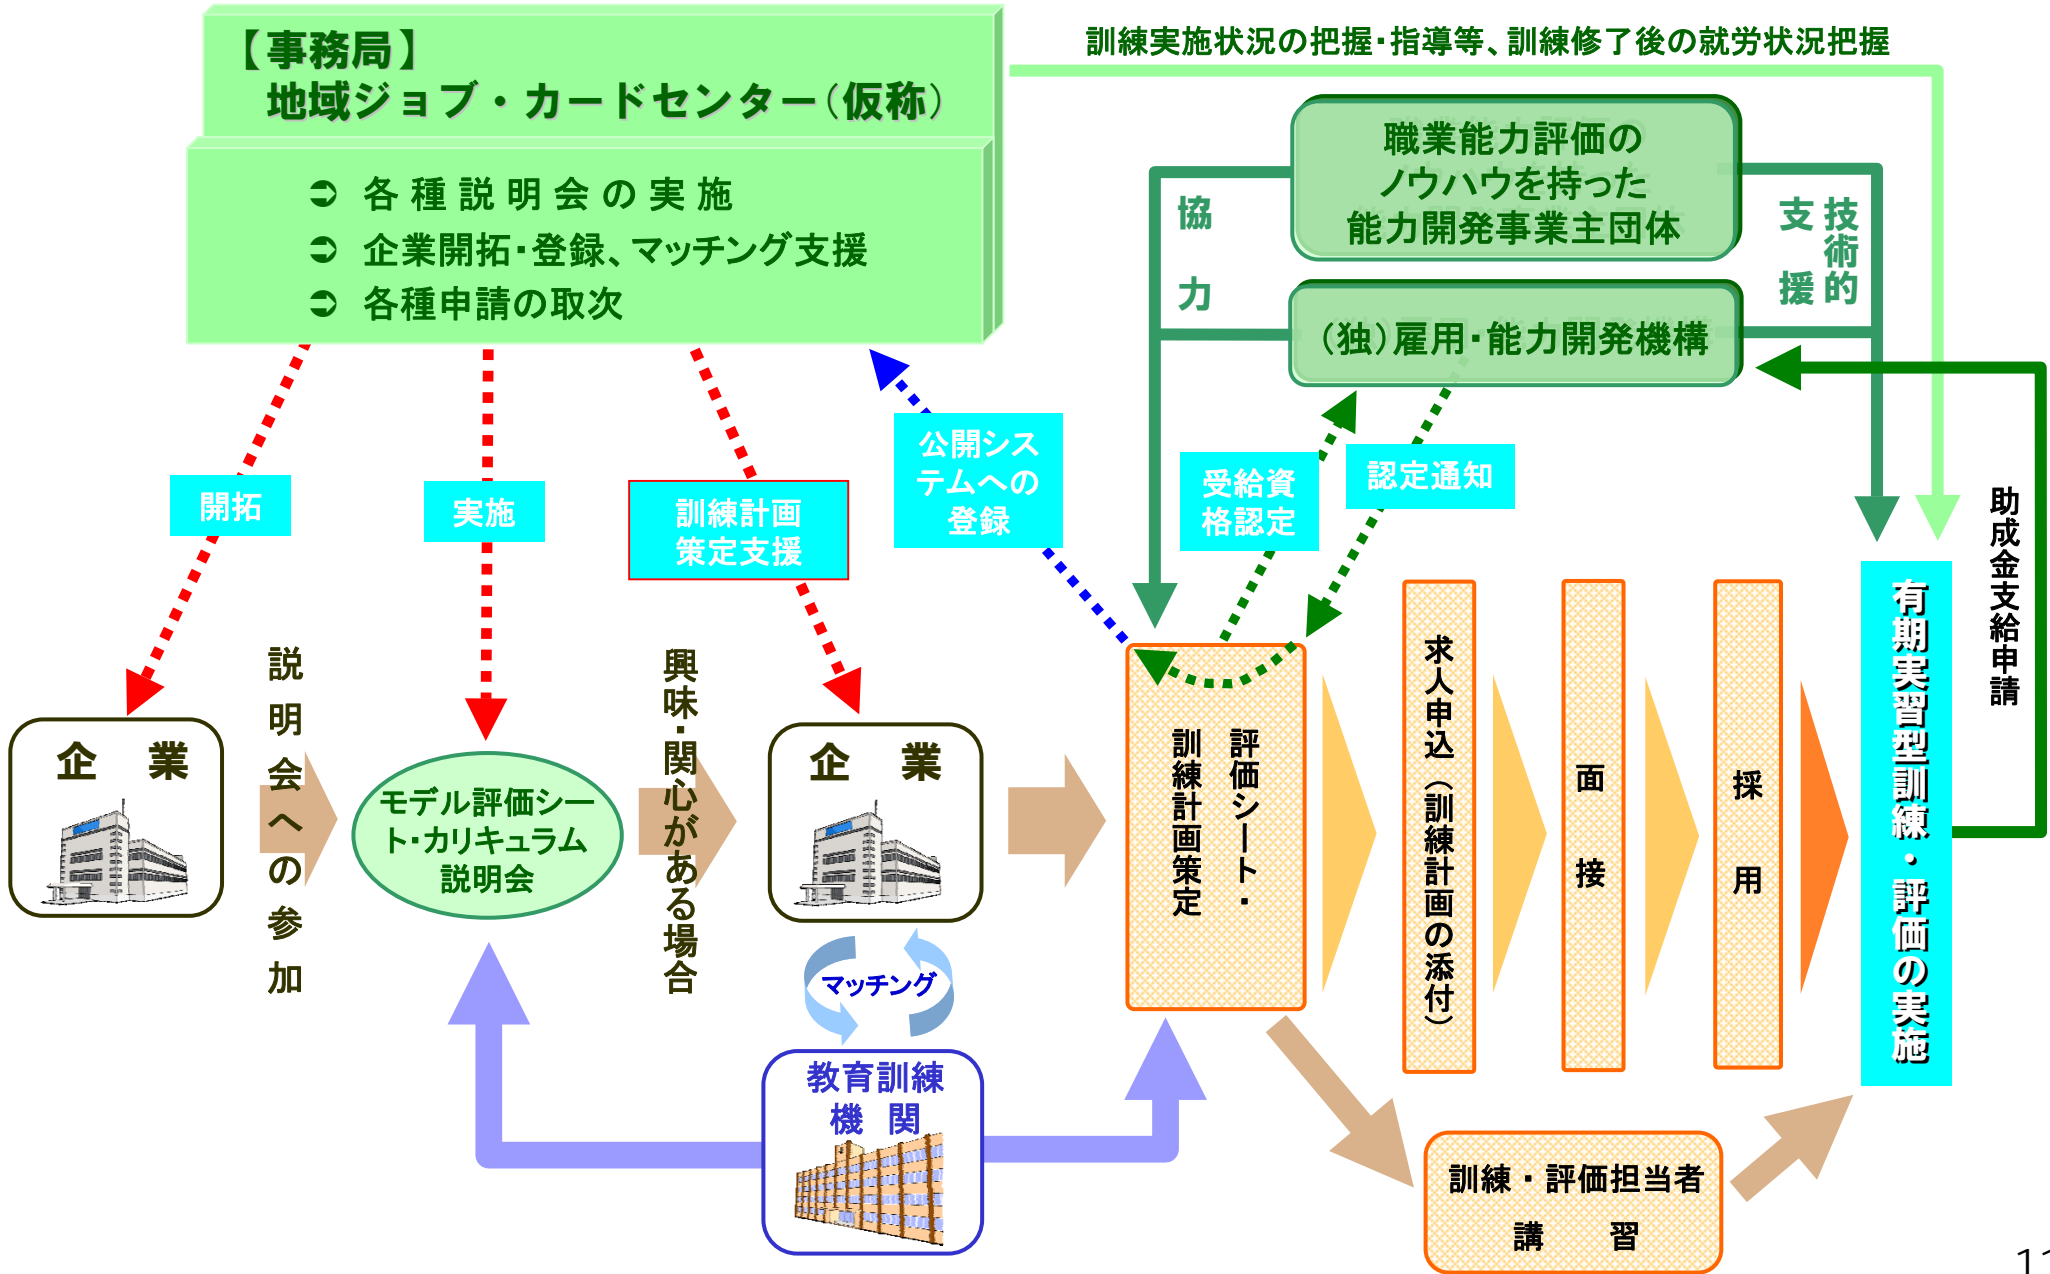 【事務局】
地域ジョブ・カードセンター（仮称）
➲ 各種説明会の実施
➲ 企業開拓・登録、マッチング支援
➲ 各種申請の取次
訓練実施状況の把握・指導等、訓練修了後の就労状況把握
職業能力評価の
ノウハウを持った
能力開発事業主団体
（独）雇用・能力開発機構
協力
技術的
支援
開拓
実施
訓練計画
策定支援
公開シス
テムへの
登録
受給資
格認定
認定通知
助成金支給申請
企業
説明会への参加
モデル評価シー
ト・カリキュラム
説明会
興味・関心がある場合
企業
マッチング
教育訓練
機関
評価シート・
訓練計画策定
求人申込（訓練計画の添付）
面接
採用
有期実習型訓練・評価の実施
訓練・評価担当者
講習